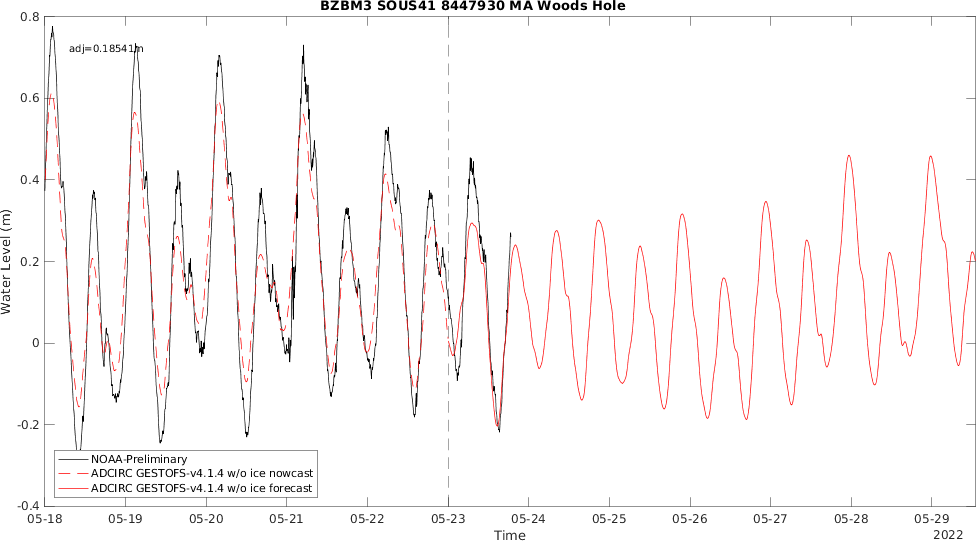 BZBM3 SOUS41 8447930 MA Woods Hole
adj=0.18541m
Water Level (m)
0.8
0.6
0.4
0.2
0
-0.2
-0.4
NOAA-Preliminary
ADCIRC GESTOFS-v4.1.4 w/o ice nowcast
ADCIRC GESTOFS-v4.1.4 w/o ice forecast
05-18 05-19 05-20 05-21 05-22 05-23 05-24 05-25 05-26 05-27 05-28 05-29
Time
2022